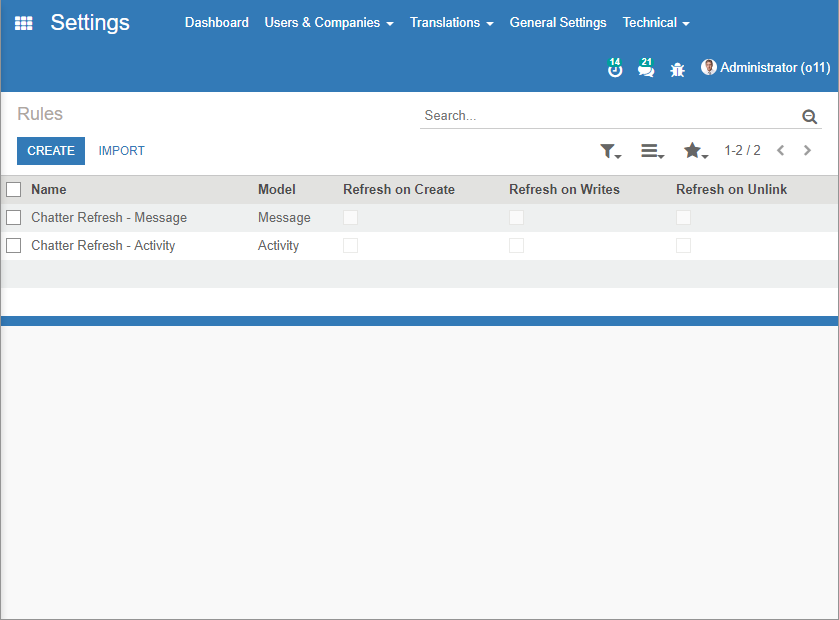 Settings Dashboard Users & Companies Translations General Settings Technical
14 21 Administrator (o11)
Rules
Search...
CREATE IMPORT 1-2 / 2
Name Model Refresh on Create Refresh on Writes Refresh on Unlink
Chatter Refresh - Message Message
Chatter Refresh - Activity Activity